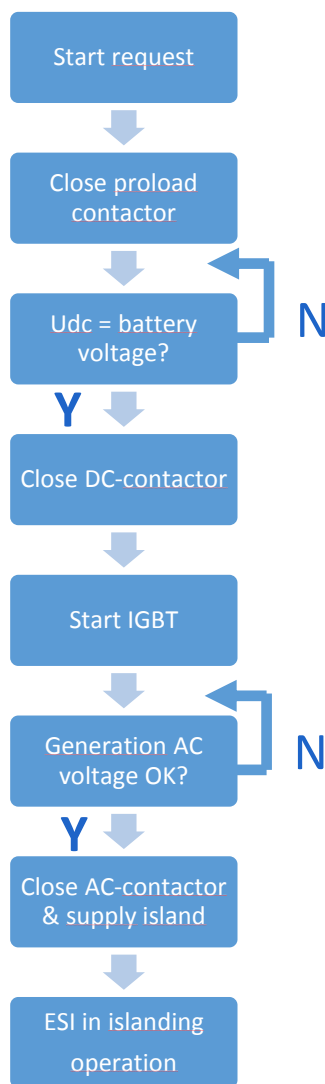 Start request
Close proload
contactor
Udc = battery
voltage?
N
Y
Close DC-contactor
Start IGBT
Generation AC
voltage OK?
N
Y
Close AC-contactor
& supply island
ESI in islanding
operation